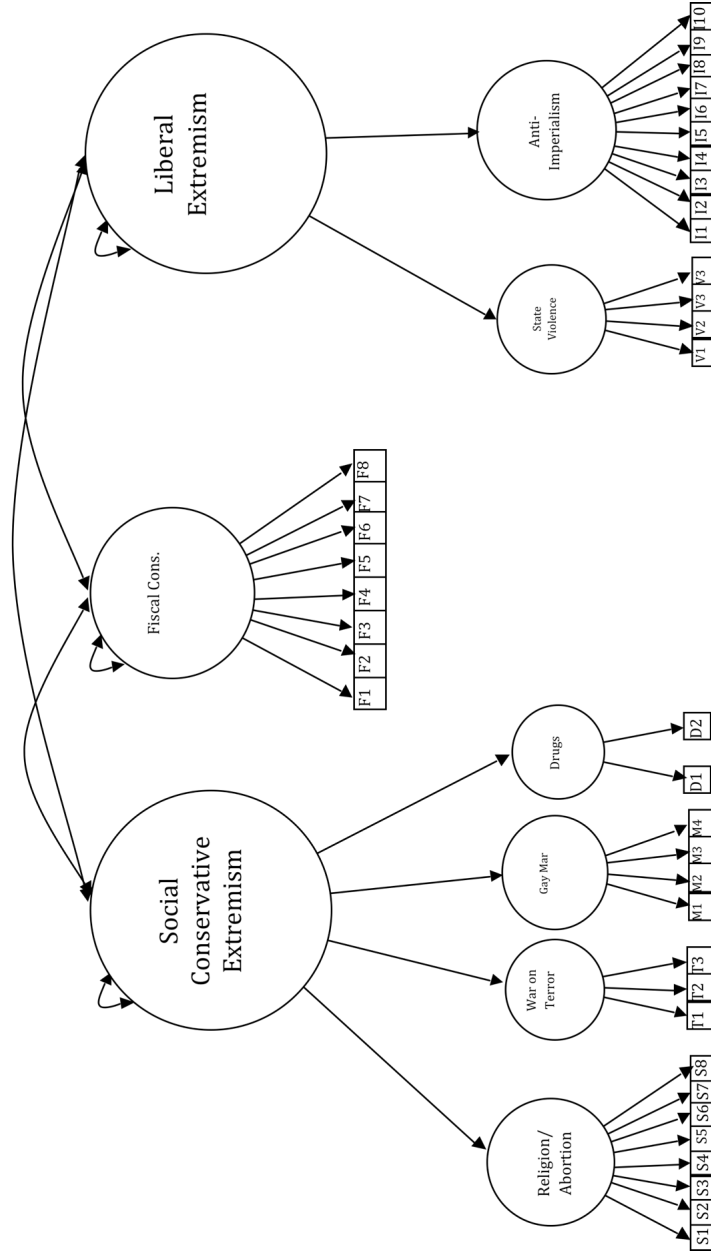 Social
Conservative
Extremism
Fiscal Cons.
Liberal
Extremism
Religion/
Abortion
War on
Terror
Gay Mar
Drugs
State
Violence
Anti-
Imperialism
S1 S2 S3 S4 S5 S6 S7 S8
T1 T2 T3
M1 M2 M3 M4
D1 D2
F1 F2 F3 F4 F5 F6 F7 F8
V1 V2 V3 V3
I1 I2 I3 I4 I5 I6 I7 I8 I9 I10